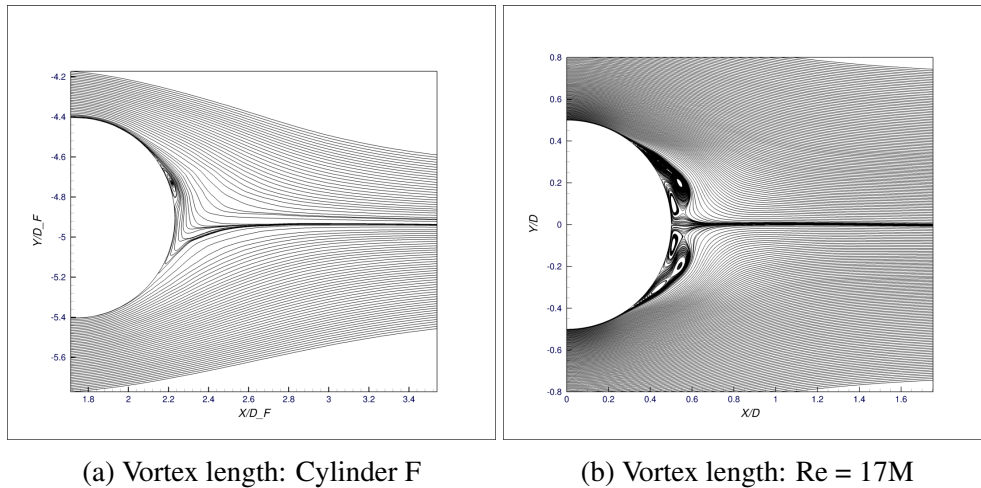 -4.2
-4.4
-4.6
-4.8
-5
-5.2
-5.4
-5.6
Y/D_F
1.8 2 2.2 2.4 2.6 2.8 3 3.2 3.4
X/D_F
0.8
0.6
0.4
0.2
0
-0.2
-0.4
-0.6
-0.8
Y/D
0 0.2 0.4 0.6 0.8 1 1.2 1.4 1.6
X/D
(a) Vortex length: Cylinder F
(b) Vortex length: Re = 17M